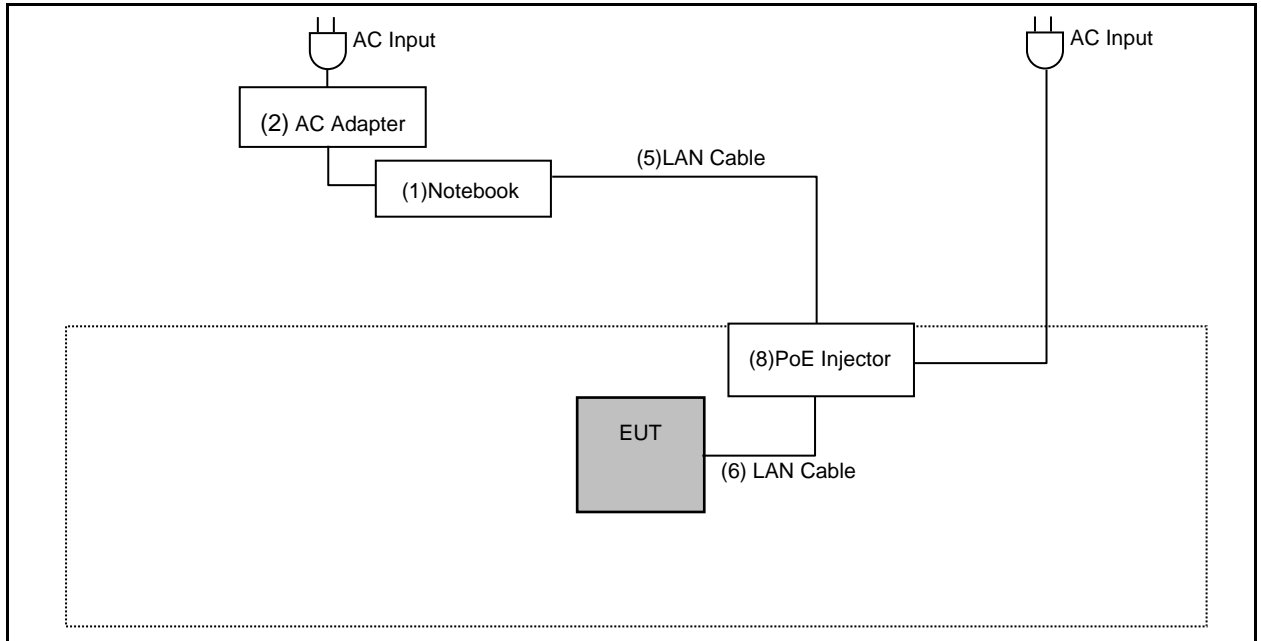 AC Input
AC Input
(2) AC Adapter
(5)LAN Cable
(1)Notebook
(8)PoE Injector
EUT
(6) LAN Cable